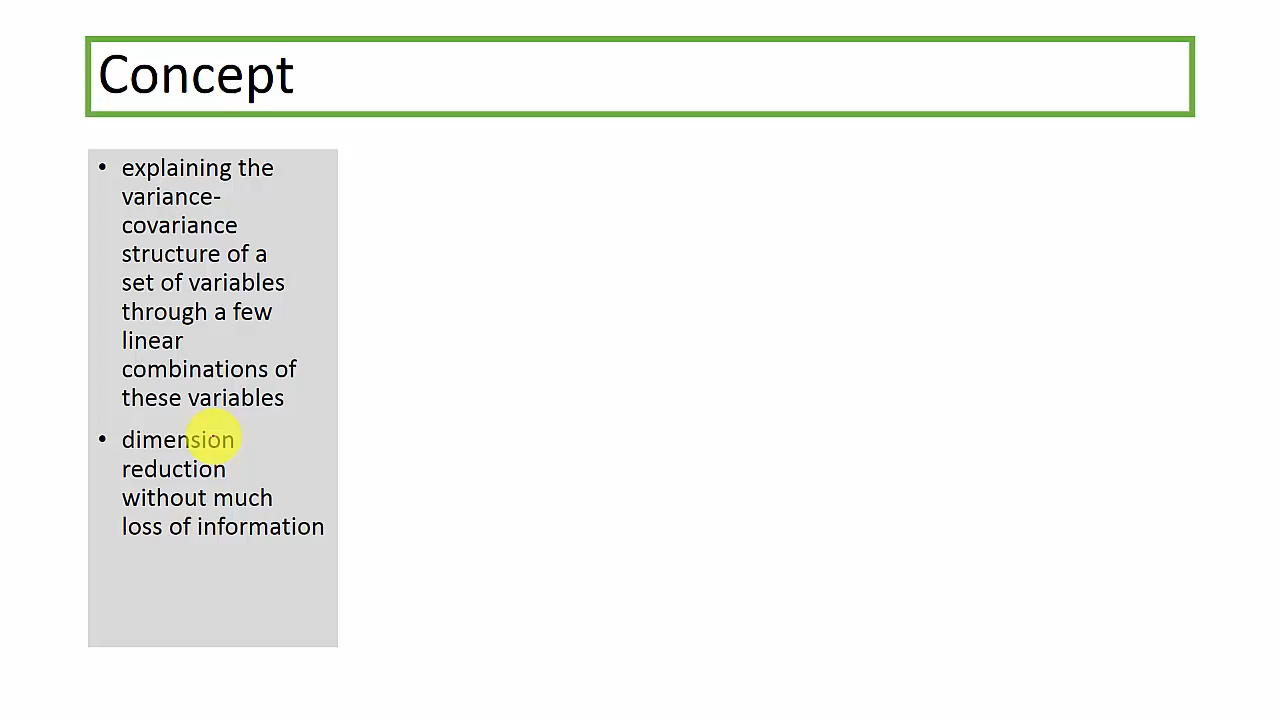 Concept
• explaining the
variance-
covariance
structure of a
set of variables
through a few
linear
combinations of
these variables
• dimension
reduction
without much
loss of information